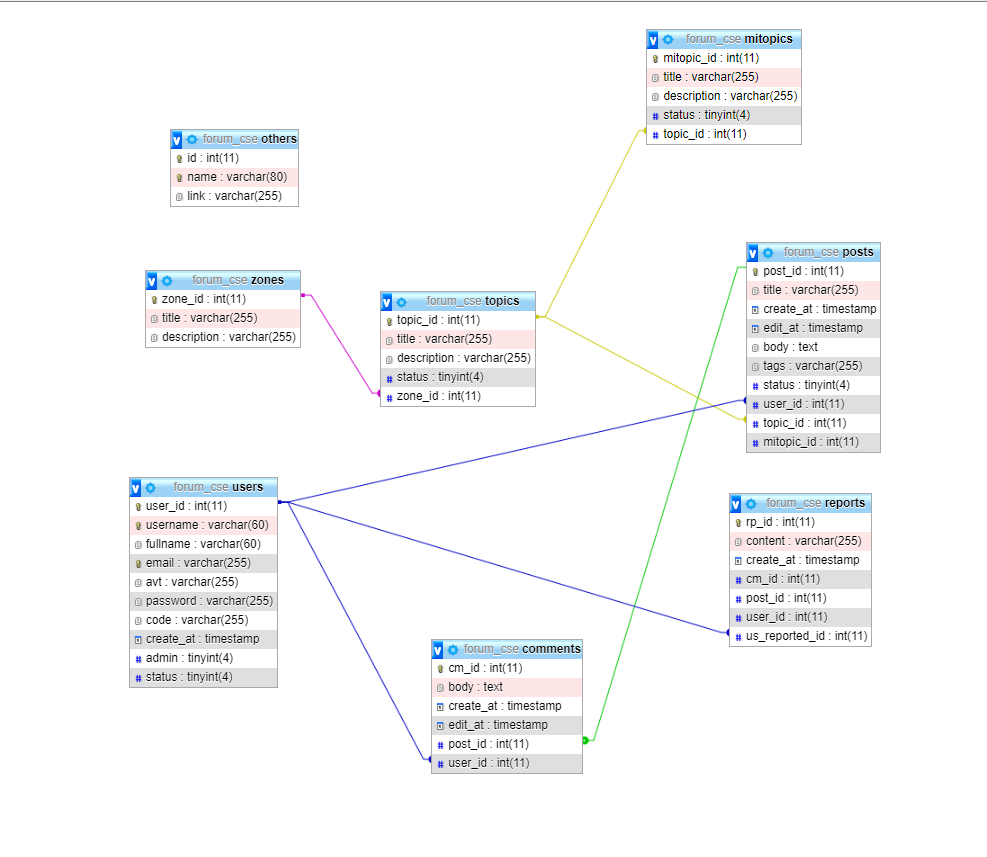 forum_cse mitopics
mitopic_id : int(11)
title : varchar(255)
description : varchar(255)
status : tinyint(4)
topic_id : int(11)
forum_cse others
id : int(11)
name : varchar(80)
link : varchar(255)
forum_cse posts
post_id : int(11)
title : varchar(255)
create_at : timestamp
edit_at : timestamp
body : text
tags : varchar(255)
status : tinyint(4)
user_id : int(11)
topic_id : int(11)
mitopic_id : int(11)
forum_cse zones
zone_id : int(11)
title : varchar(255)
description : varchar(255)
forum_cse topics
topic_id : int(11)
title : varchar(255)
description : varchar(255)
status : tinyint(4)
zone_id : int(11)
forum_cse users
user_id : int(11)
username : varchar(60)
fullname : varchar(60)
email : varchar(255)
avt : varchar(255)
password : varchar(255)
code : varchar(255)
create_at : timestamp
admin : tinyint(4)
status : tinyint(4)
forum_cse reports
rp_id : int(11)
content : varchar(255)
create_at : timestamp
cm_id : int(11)
post_id : int(11)
user_id : int(11)
us_reported_id : int(11)
forum_cse comments
cm_id : int(11)
body : text
create_at : timestamp
edit_at : timestamp
post_id : int(11)
user_id : int(11)